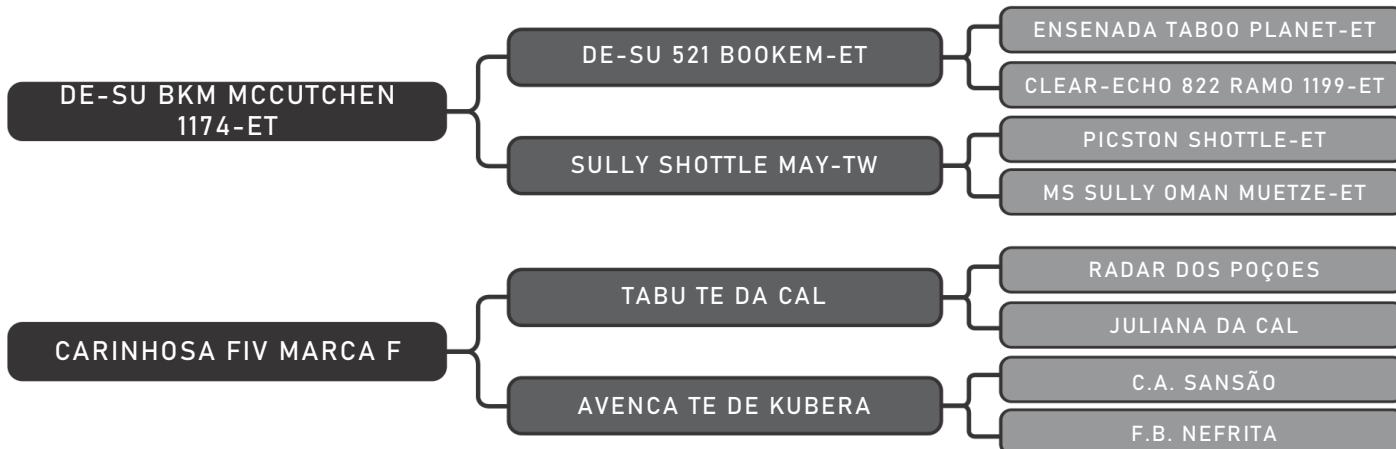 DE-SU BKM MCCUTCHEN
1174-ET
DE-SU 521 BOOKEM-ET
ENSENADA TABOO PLANET-ET
CLEAR-ECHO 822 RAMO 1199-ET
SULLY SHOTTLE MAY-TW
PICSTON SHOTTLE-ET
MS SULLY OMAN MUETZE-ET
CARINHOSA FIV MARCA F
TABU TE DA CAL
RADAR DOS POÇOES
JULIANA DA CAL
AVENCA TE DE KUBERA
C.A. SANSÃO
F.B. NEFRITA